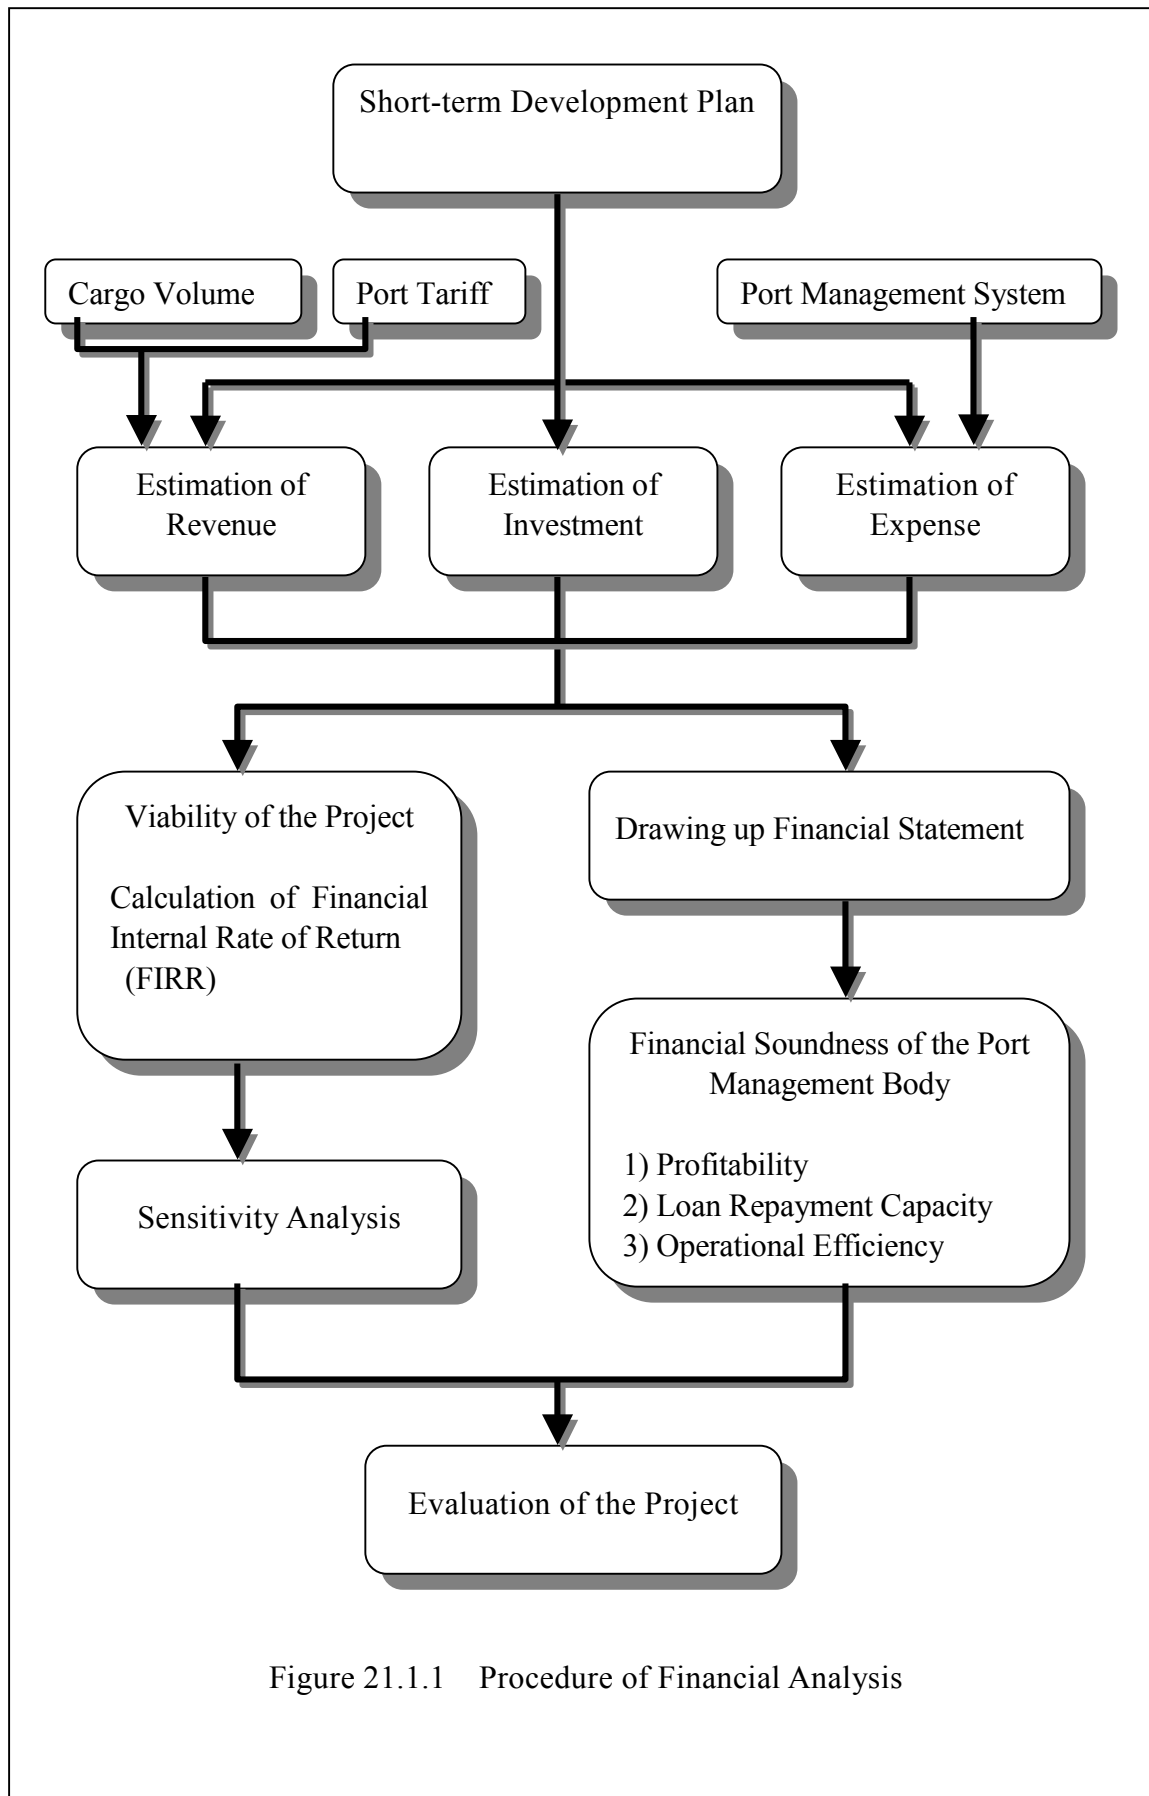 Short-term Development Plan
Cargo Volume
Port Tariff
Port Management System
Estimation of
Revenue
Estimation of
Investment
Estimation of
Expense
Viability of the Project
Calculation of Financial
Internal Rate of Return
(FIRR)
Drawing up Financial Statement
Financial Soundness of the Port
Management Body
1) Profitability
2) Loan Repayment Capacity
3) Operational Efficiency
Sensitivity Analysis
Evaluation of the Project
Figure 21.1.1 Procedure of Financial Analysis